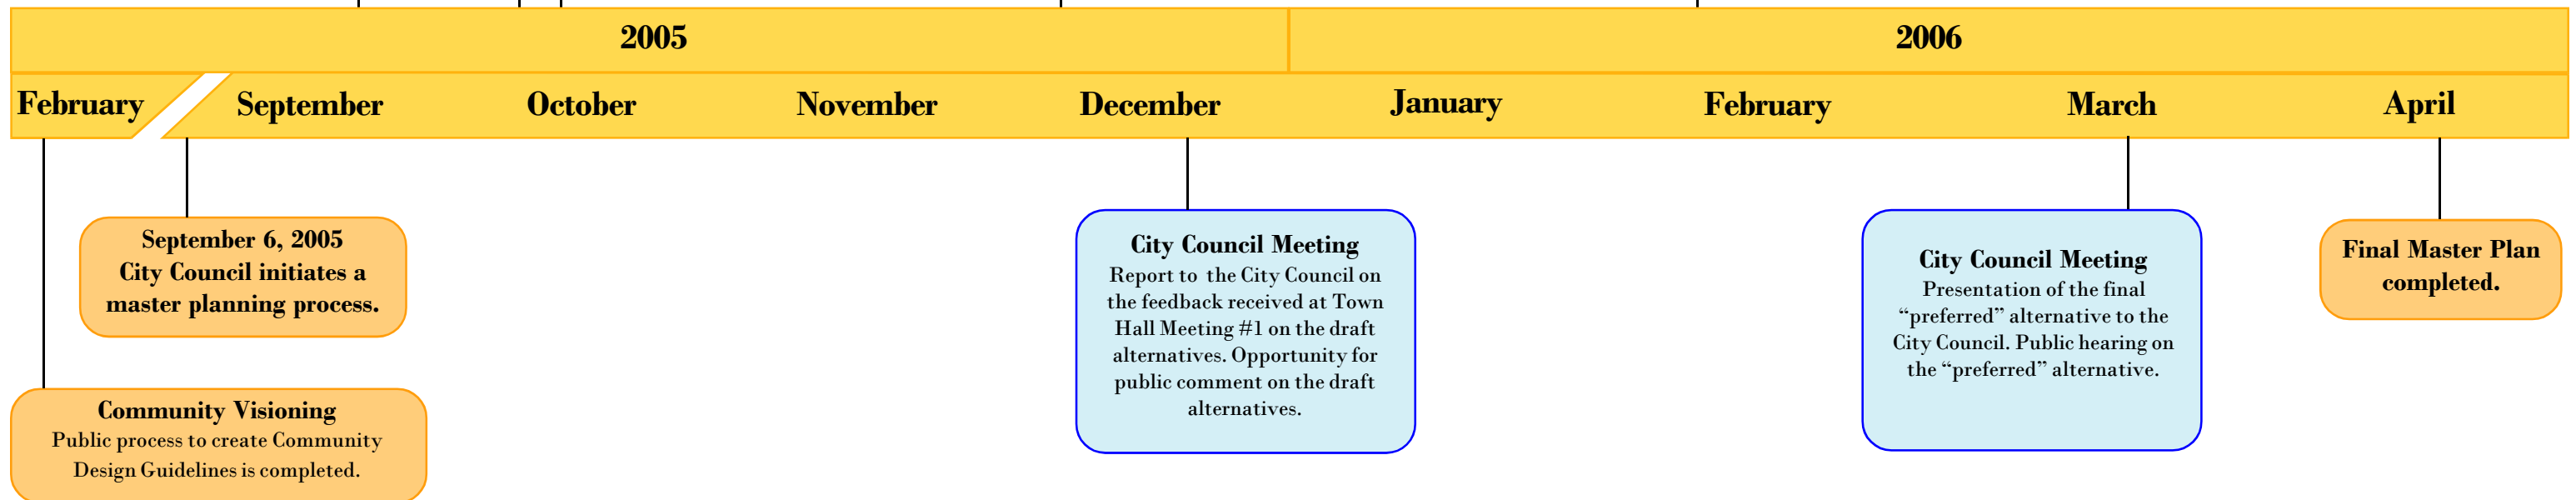 2005
2006
February
September
October
November
December
January
February
March
April
September 6, 2005
City Council initiates a
master planning process.
Community Visioning
Public process to create Community
Design Guidelines is completed.
City Council Meeting
Report to the City Council on
the feedback received at Town
Hall Meeting #1 on the draft
alternatives. Opportunity for
public comment on the draft
alternatives.
City Council Meeting
Presentation of the final
“preferred” alternative to the
City Council. Public hearing on
the “preferred” alternative.
Final Master Plan
completed.